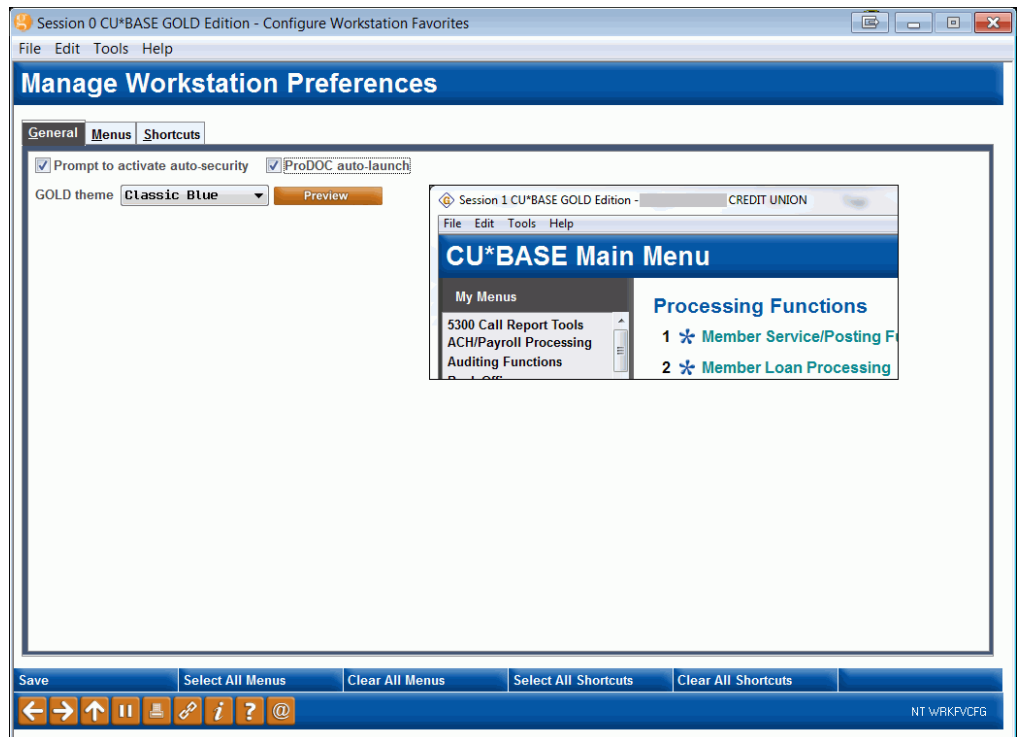 Session 0 CU*BASE GOLD Edition - Configure Workstation Favorites
File Edit Tools Help
Manage Workstation Preferences
General Menus Shortcuts
Prompt to activate auto-security ProDOC auto-launch
GOLD theme Classic Blue Preview
Session 1 CU*BASE GOLD Edition - CREDIT UNION
File Edit Tools Help
CU*BASE Main Menu
My Menus
5300 Call Report Tools
ACH/Payroll Processing
Auditing Functions
Processing Functions
1 Member Service/Posting
2 Member Loan Processing
Save Select All Menus Clear All Menus Select All Shortcuts Clear All Shortcuts
i ? @
NT WRKFVCFG